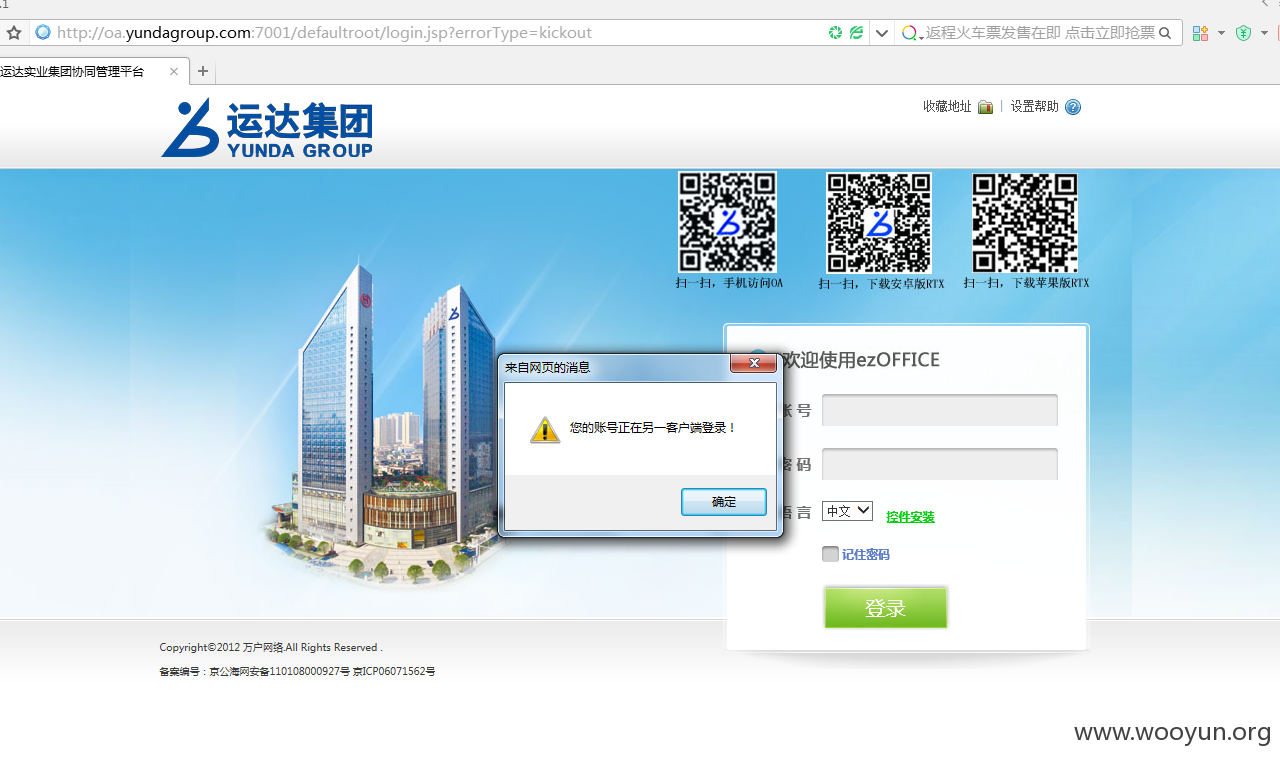 http://oa.yundagroup.com:7001/defaultroot/login.jsp?errorType=kickout
返程火车票发售在即 点击立即抢票
运达实业集团协同管理平台
收藏地址 | 设置帮助
运达集团
YUNDA GROUP
扫一扫，手机访问OA
扫一扫，下载安卓版RTX
扫一扫，下载苹果版RTX
欢迎使用ezOFFICE
来自网页的消息
您的账号正在另一客户端登录！
确定
账 号
密 码
语 言 中文 控件安装
记住密码
登录
Copyright©2012 万户网络.All Rights Reserved .
备案编号：京公海网安备110108000927号 京ICP06071562号
www.wooyun.org